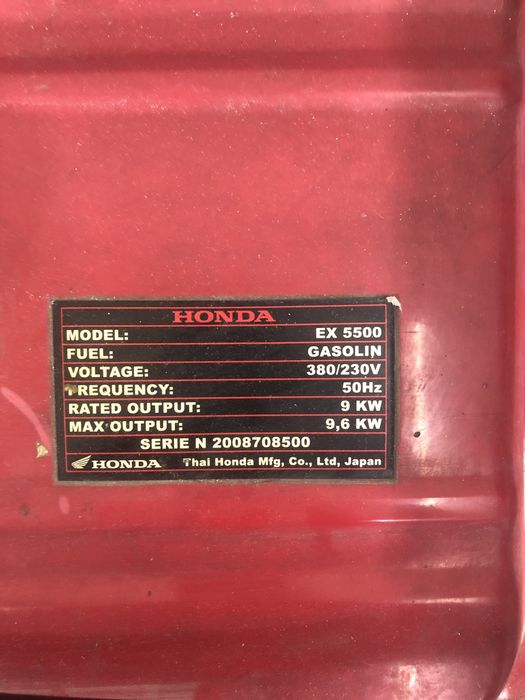 HONDA
MODEL: EX 5500
FUEL: GASOLIN
VOLTAGE: 380/230V
FREQUENCY: 50Hz
RATED OUTPUT: 9 KW
MAX OUTPUT: 9,6 KW
SERIE N 2008708500
HONDA Thai Honda Mfg, Co., Ltd, Japan